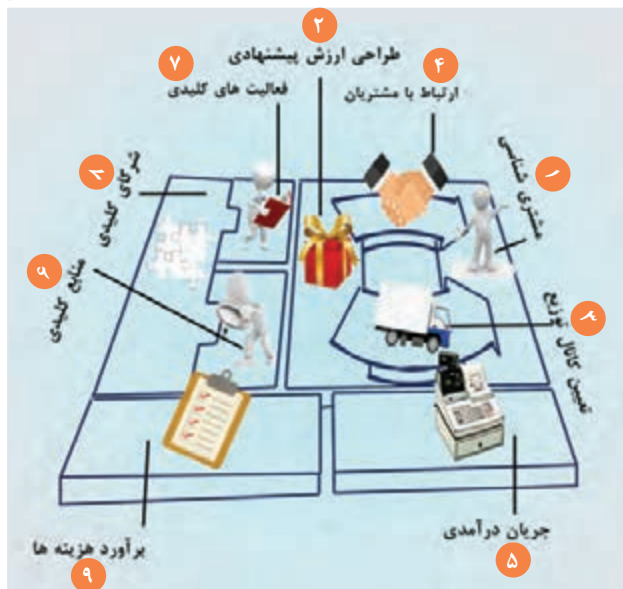 ۲
طراحی ارزش پیشنهادی
۷
فعالیت های کلیدی
۴
ارتباط با مشتریان
۱
مشتری شناسی
۸
شرکای کلیدی
۶
منابع کلیدی
۳
تعیین کانال توزیع
جریان درآمدی
۵
برآورد هزینه ها
۹